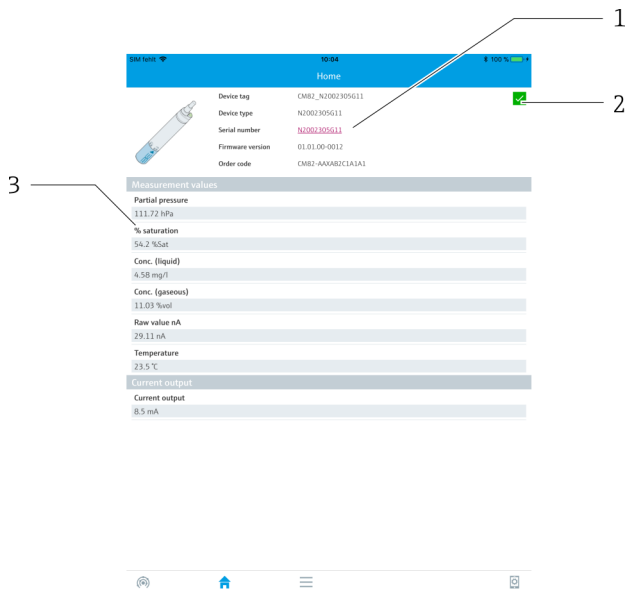 1
SIM fehlt 10:04 100 %
Home
Device tag CM82_N2002305G11
2
Device type N2002305G11
Serial number N2002305G11
Firmware version 01.01.00-0012
Order code CM82-AAXAB2C1A1A1
3
Measurement values
Partial pressure
111.72 hPa
% saturation
54.2 %Sat
Conc. (liquid)
4.58 mg/l
Conc. (gaseous)
11.03 %vol
Raw value nA
29.11 nA
Temperature
23.5 °C
Current output
Current output
8.5 mA